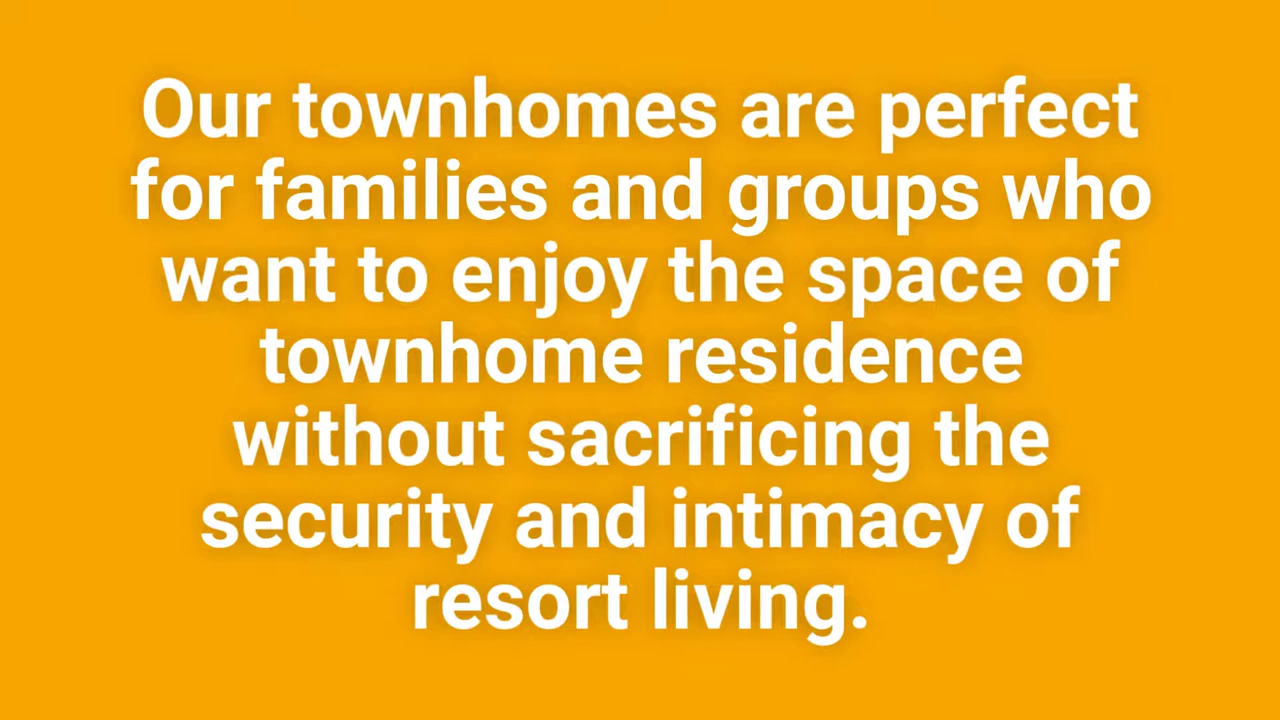 Our townhomes are perfect
for families and groups who
want to enjoy the space of
townhome residence
without sacrificing the
security and intimacy of
resort living.